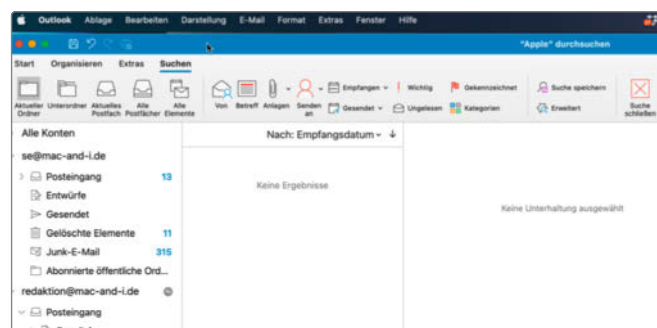 Outlook Ablage Bearbeiten Darstellung E-Mail Format Extras Fenster Hilfe
"Apple" durchsuchen
Start Organisieren Extras Suchen
Aktueller Ordner
Unterordner
Aktuelles Postfach
Alle Postfächer
Alle Elemente
Von
Betreff
Anlagen
Senden an
Empfangen
Gesendet
Wichtig
Ungelesen
Gekennzeichnet
Kategorien
Suche speichern
Erweitert
Suche schließen
Alle Konten
Nach: Empfangsdatum
se@mac-and-i.de
Posteingang 13
Keine Ergebnisse
Entwürfe
Keine Unterhaltung ausgewählt
Gesendet
Gelöschte Elemente 11
Junk-E-Mail 315
Abonnierte öffentliche Ord...
redaktion@mac-and-i.de
Posteingang